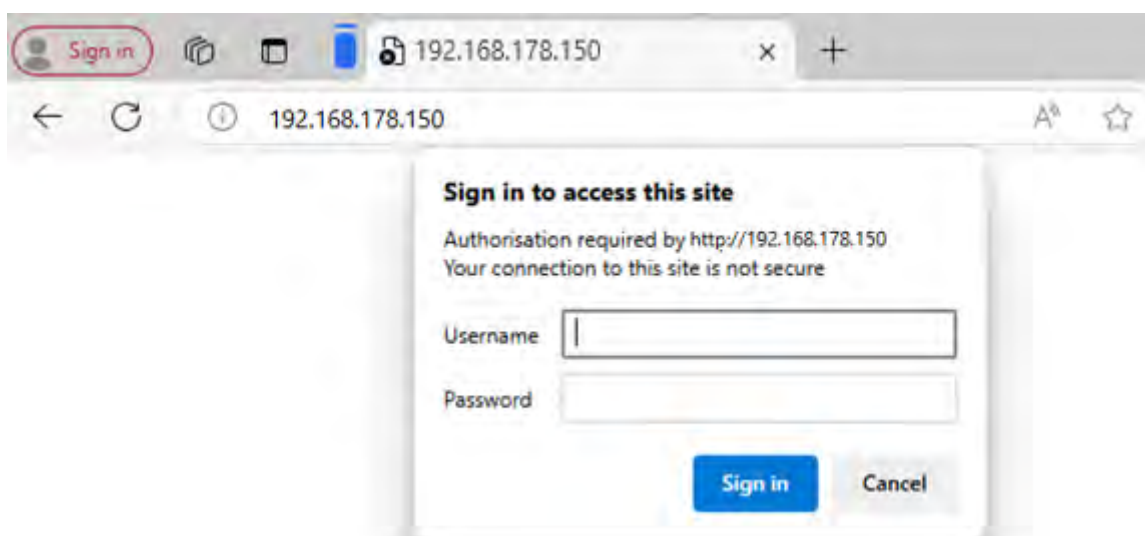 Sign in
192.168.178.150
192.168.178.150
Sign in to access this site
Authorisation required by http://192.168.178.150
Your connection to this site is not secure
Username
Password
Sign in Cancel